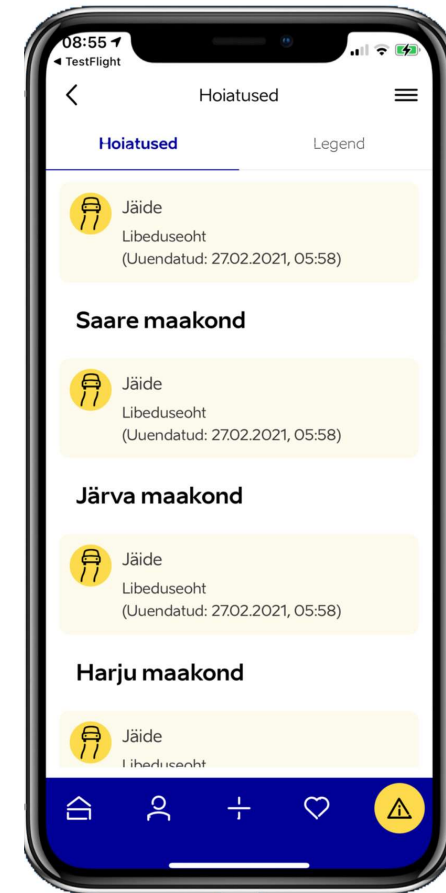 08:55
◄ TestFlight
Hoiatused
Hoiatused
Legend
Jäide
Libeduseoht
(Uuendatud: 27.02.2021, 05:58)
Saare maakond
Jäide
Libeduseoht
(Uuendatud: 27.02.2021, 05:58)
Järva maakond
Jäide
Libeduseoht
(Uuendatud: 27.02.2021, 05:58)
Harju maakond
Jäide
Libeduseoht